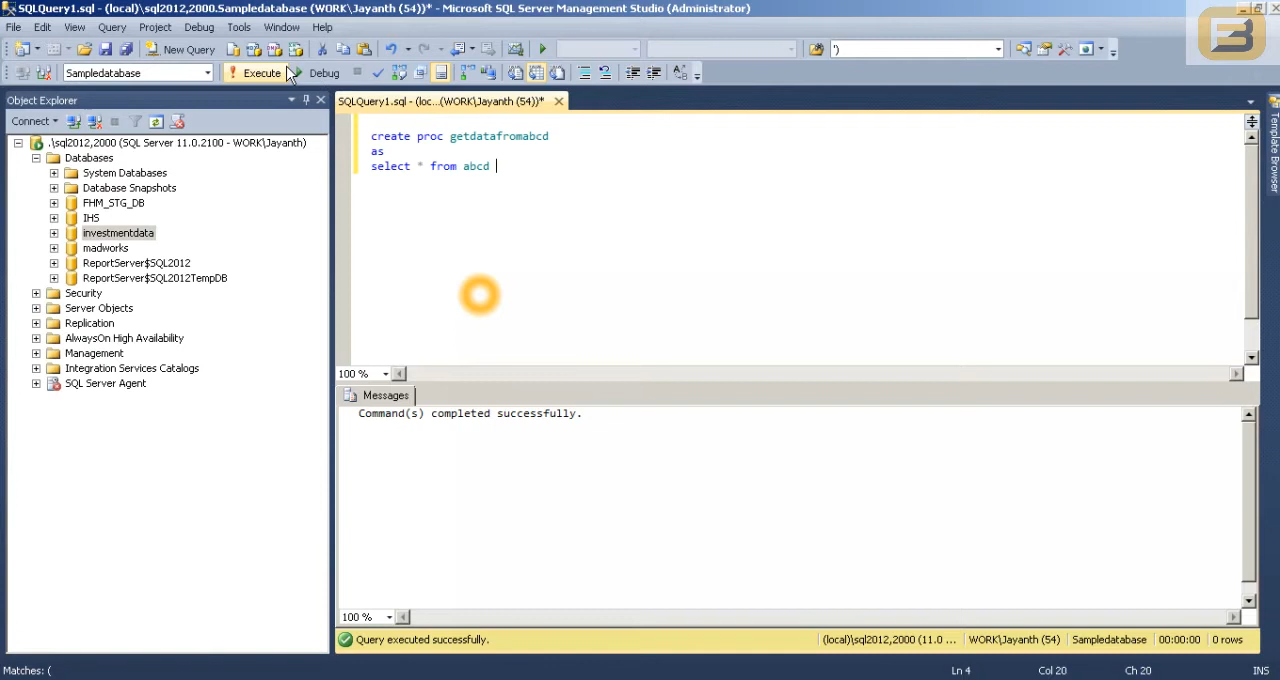 SQLQuery1.sql - (local)\sql2012,2000.Sampledatabase (WORK\Jayanth (54))* - Microsoft SQL Server Management Studio (Administrator)
File Edit View Query Project Debug Tools Window Help
New Query ')
Sampledatabase Execute Debug
Object Explorer
Connect
.\sql2012,2000 (SQL Server 11.0.2100 - WORK\Jayanth)
Databases
System Databases
Database Snapshots
FHM_STG_DB
IHS
investmentdata
madworks
ReportServer$SQL2012
ReportServer$SQL2012TempDB
Security
Server Objects
Replication
AlwaysOn High Availability
Management
Integration Services Catalogs
SQL Server Agent
SQLQuery1.sql - (loc...(WORK\Jayanth (54))*
create proc getdatafromabcd
as
select * from abcd
100 %
Messages
Command(s) completed successfully.
100 %
Query executed successfully. (local)\sql2012,2000 (11.0 ... WORK\Jayanth (54) Sampledatabase 00:00:00 0 rows
Template Browser
Matches: ( Ln 4 Col 20 Ch 20 INS